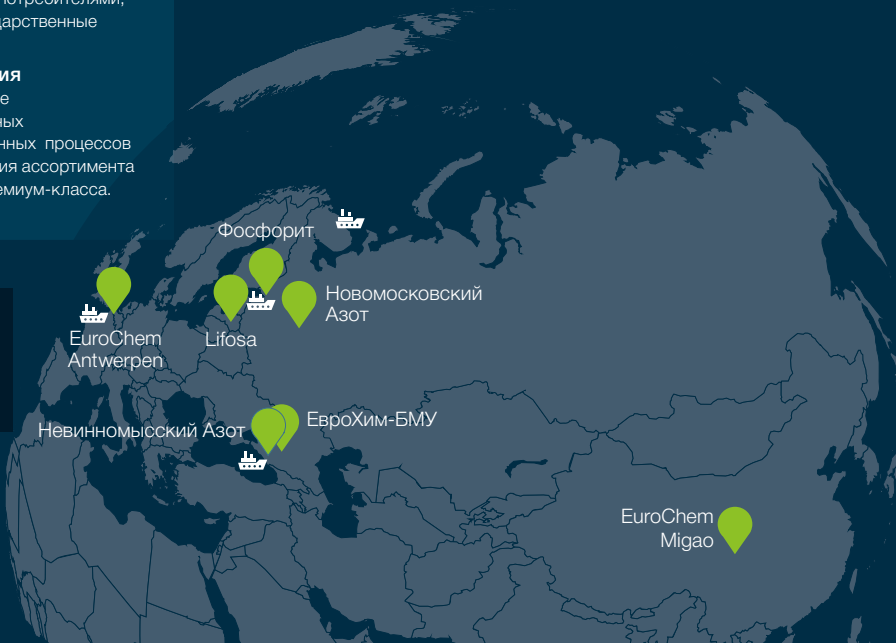 потребителями,
ия
е
ных
нных процессов
ия ассортимента
емиум-класса.
Фосфорит
Новомосковский
Азот
EuroChem
Antwerpen
Lifosa
Невинномысский Азот
ЕвроХим-БМУ
EuroChem
Migao